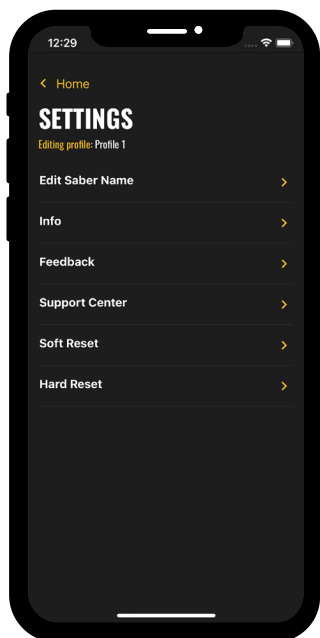 12:29
Home
SETTINGS
Editing profile: Profile 1
Edit Saber Name
Info
Feedback
Support Center
Soft Reset
Hard Reset